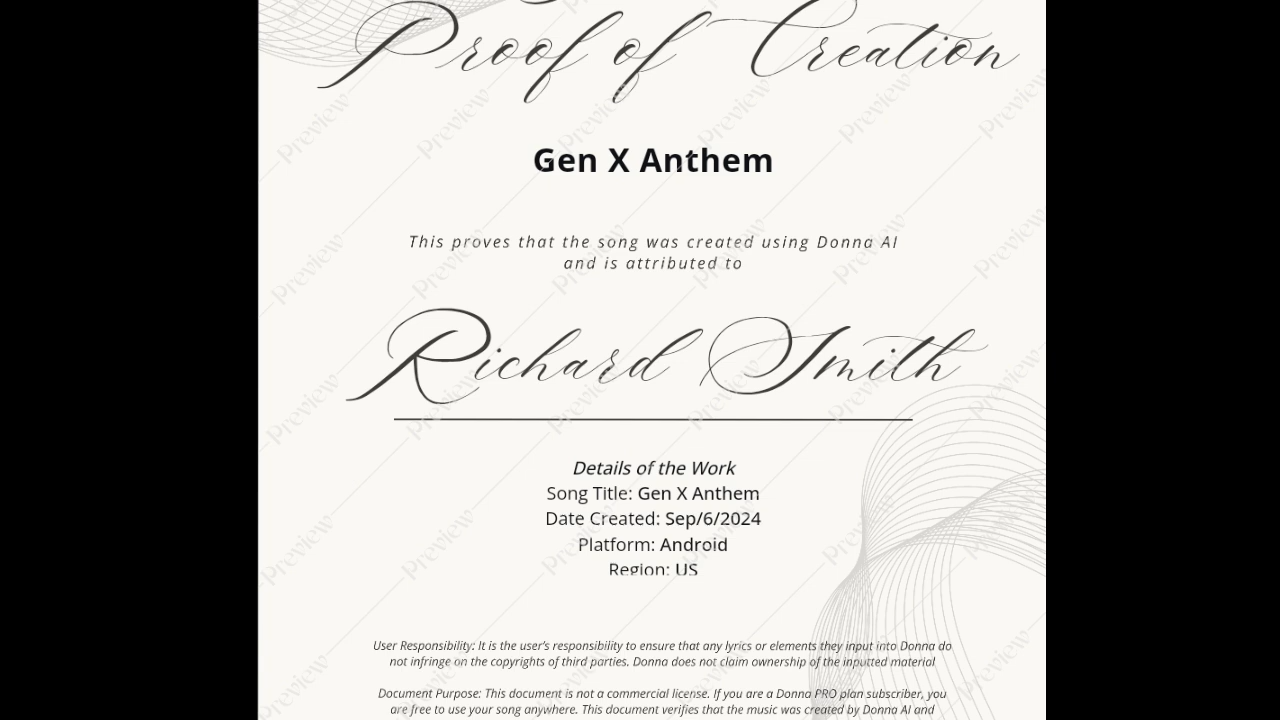 Proof of Creation
Gen X Anthem
This proves that the song was created using Donna AI
and is attributed to
Richard Smith
Details of the Work
Song Title: Gen X Anthem
Date Created: Sep/6/2024
Platform: Android
Region: US
User Responsibility: It is the user's responsibility to ensure that any lyrics or elements they input into Donna do
not infringe on the copyrights of third parties. Donna does not claim ownership of the inputted material
Document Purpose: This document is not a commercial license. If you are a Donna PRO plan subscriber, you
are free to use your song anywhere. This document verifies that the music was created by Donna AI and